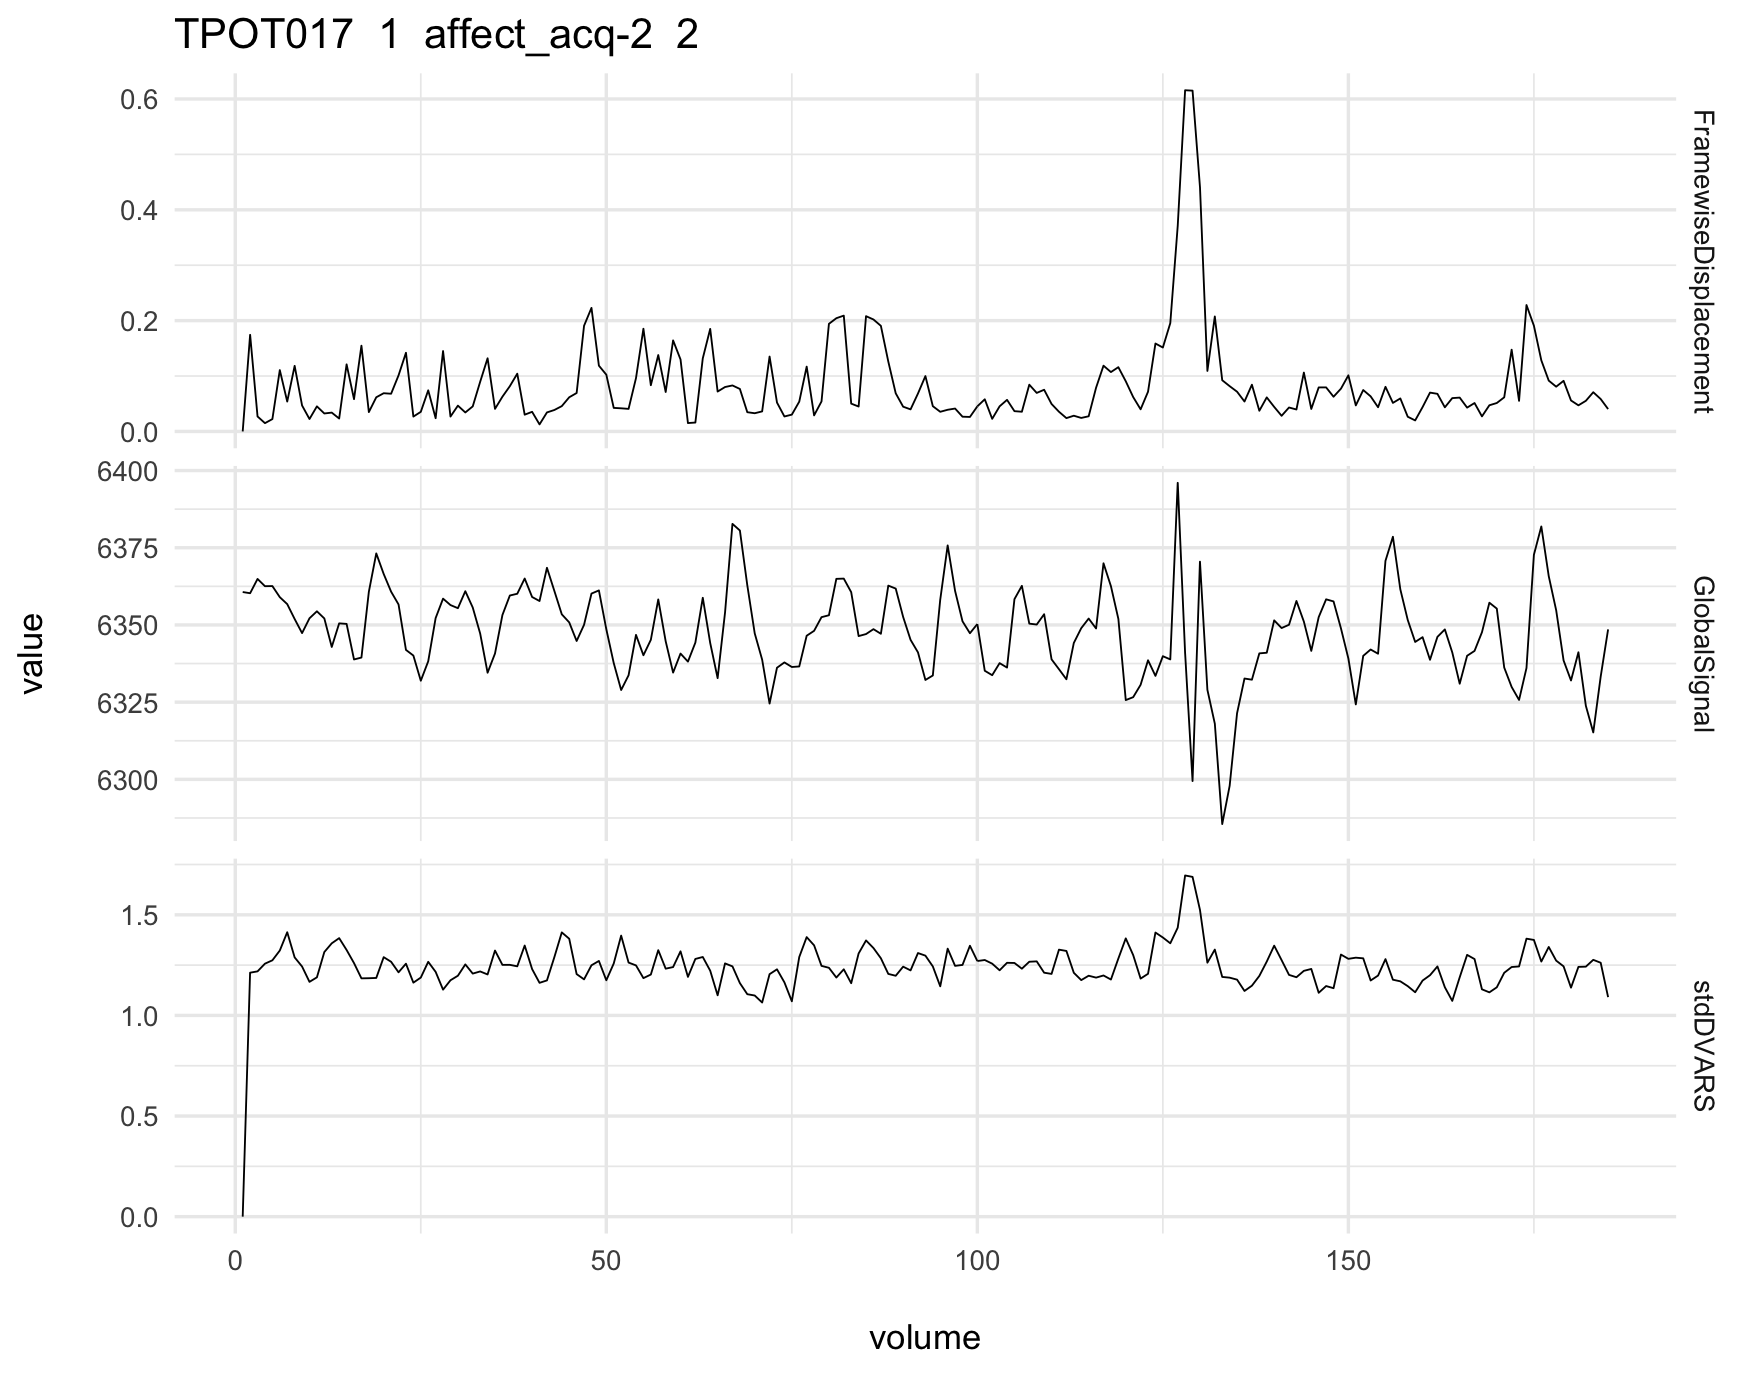 TPOT017 1 affect_acq-2 2
0.6
0.4
0.2
0.0
FramewiseDisplacement
6400
6375
6350
6325
6300
GlobalSignal
1.5
1.0
0.5
0.0
stdDVARS
value
0 50 100 150
volume